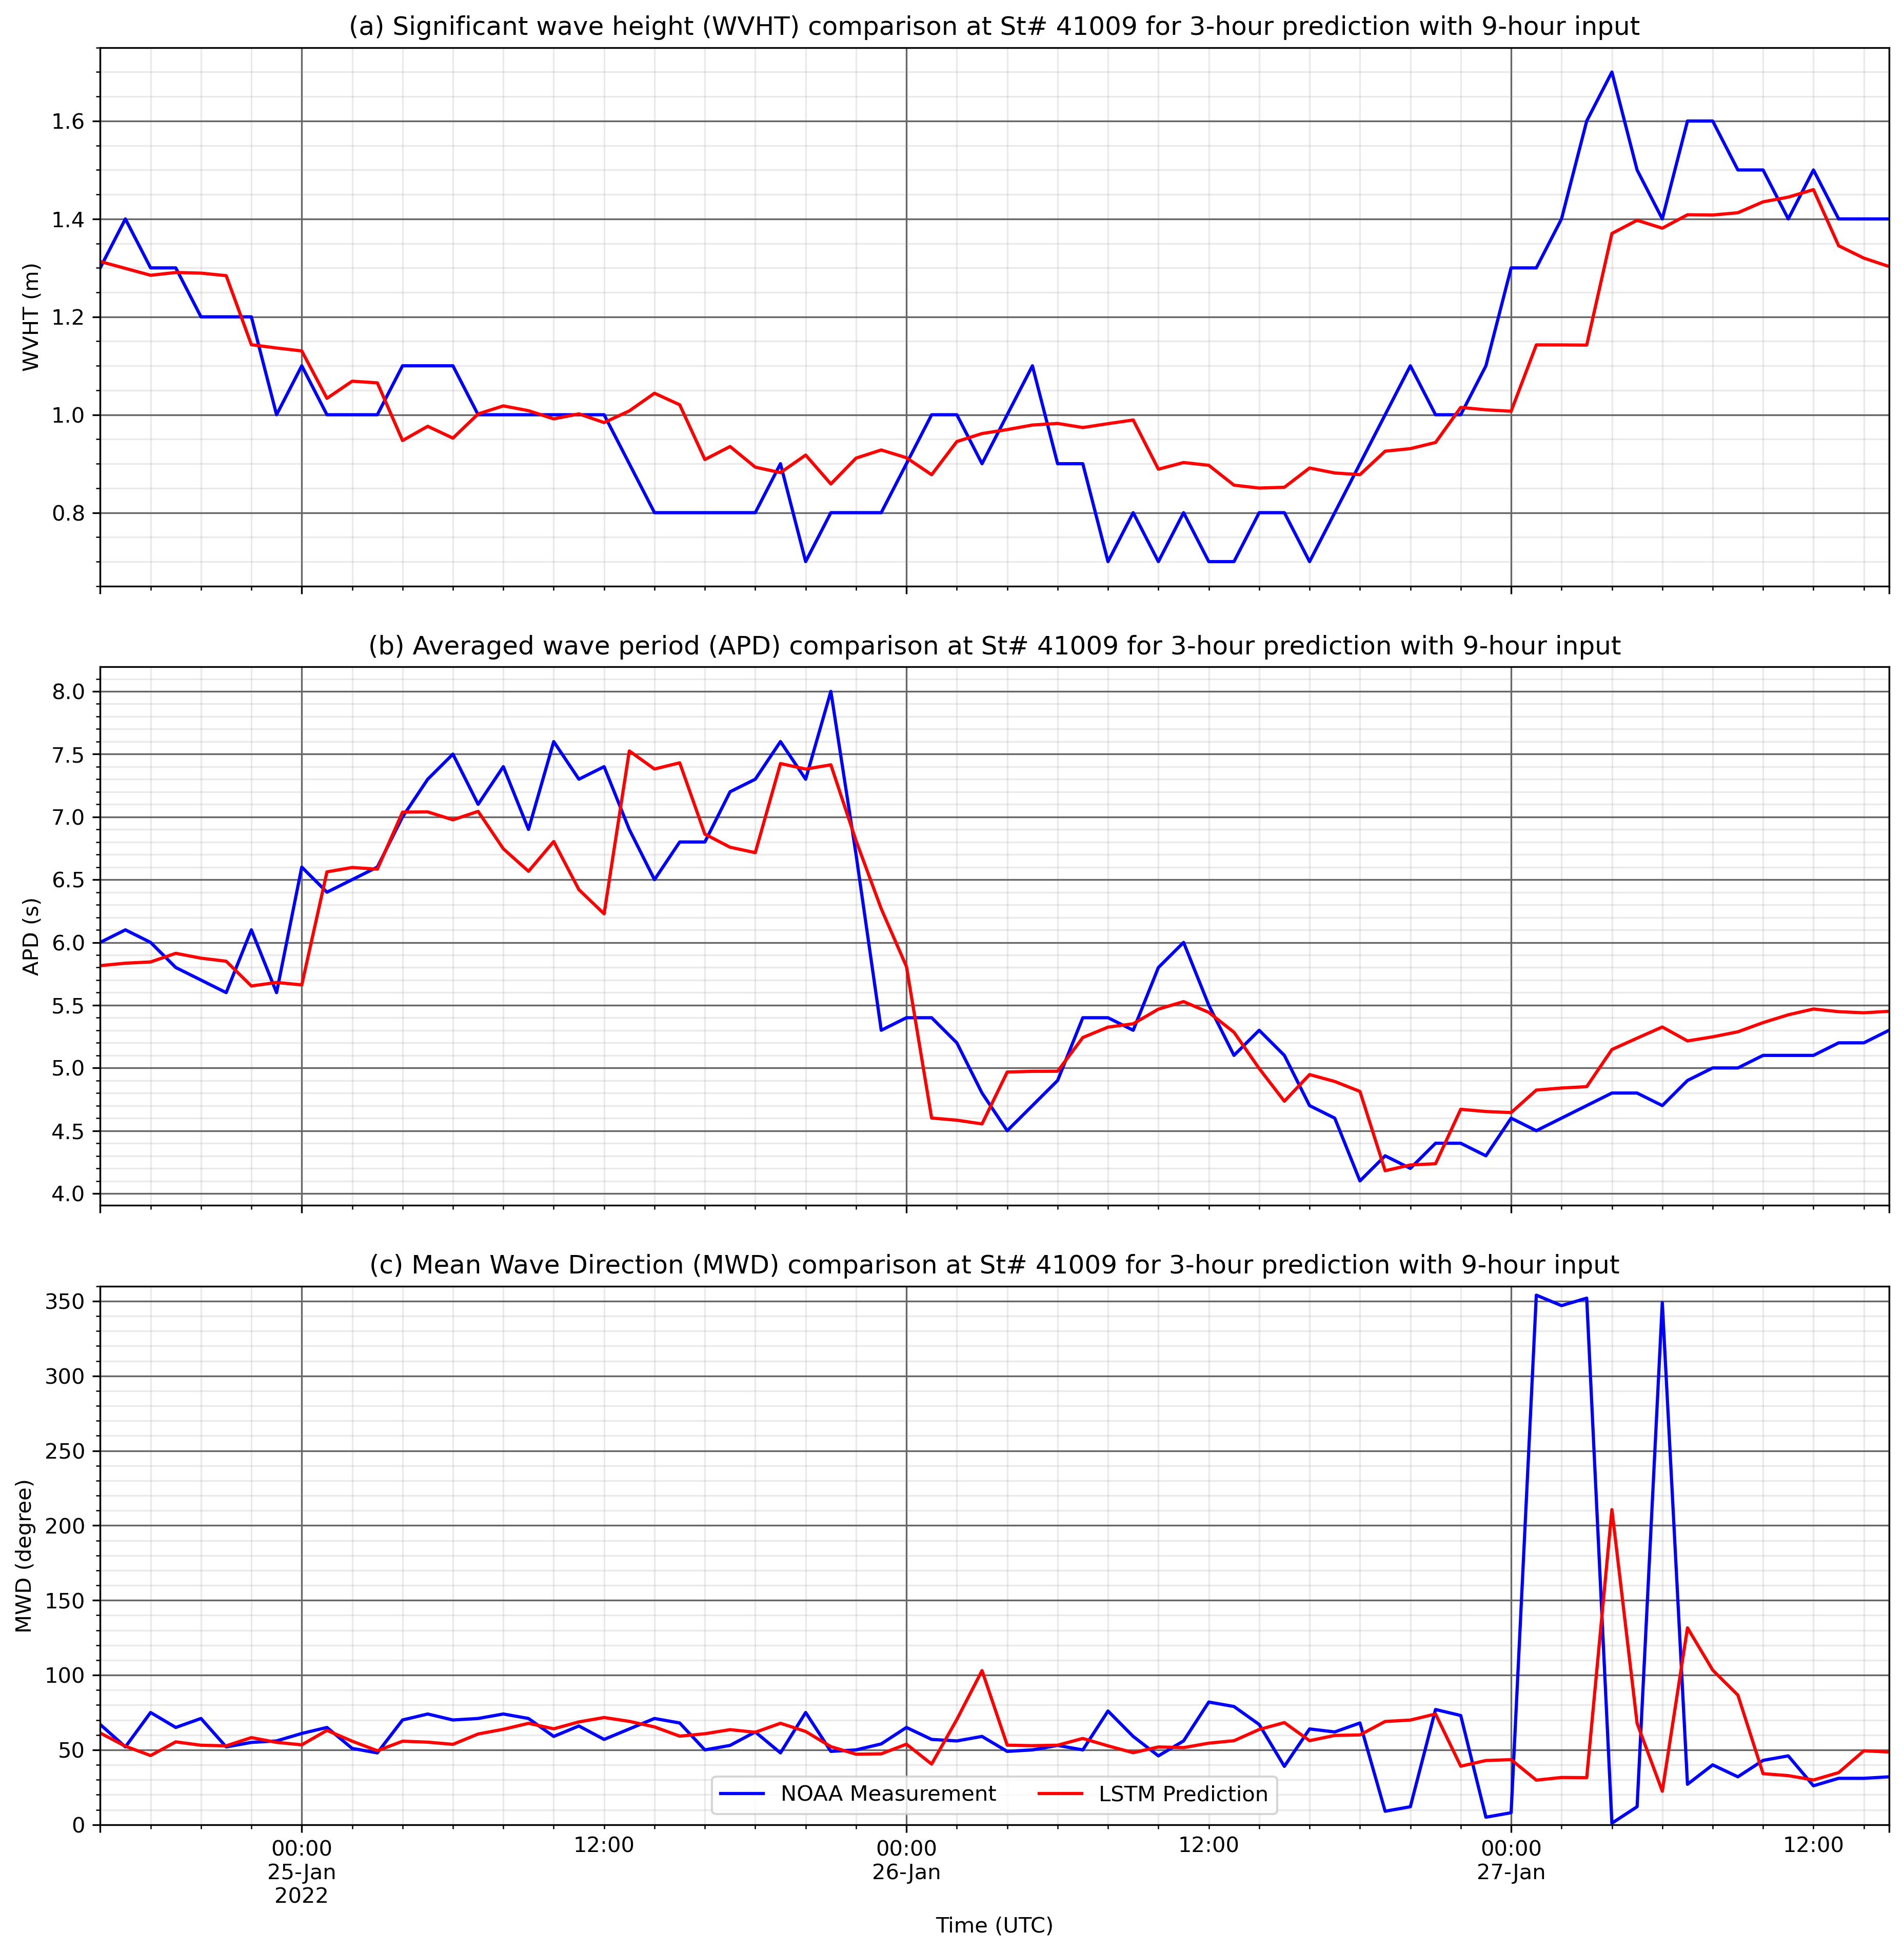 (a) Significant wave height (WVHT) comparison at St# 41009 for 3-hour prediction with 9-hour input
1.6
1.4
1.2
1.0
0.8
WVHT (m)
(b) Averaged wave period (APD) comparison at St# 41009 for 3-hour prediction with 9-hour input
8.0
7.5
7.0
6.5
6.0
5.5
5.0
4.5
4.0
APD (s)
(c) Mean Wave Direction (MWD) comparison at St# 41009 for 3-hour prediction with 9-hour input
350
300
250
200
150
100
50
0
MWD (degree)
NOAA Measurement LSTM Prediction
00:00 12:00 00:00 12:00 00:00 12:00
25-Jan 26-Jan 27-Jan
2022
Time (UTC)